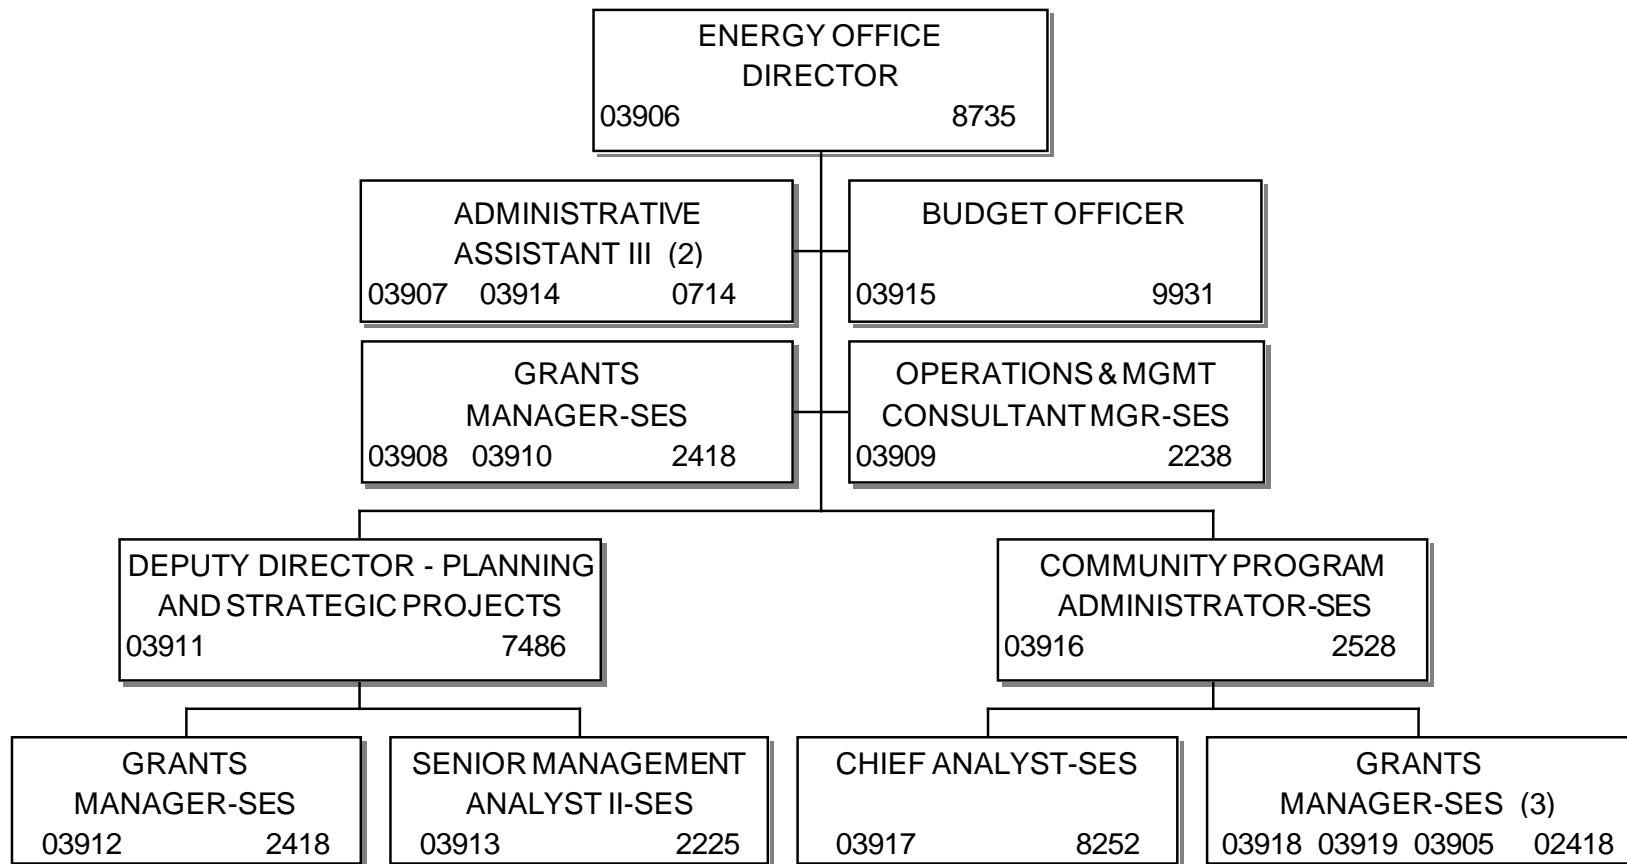 ENERGY OFFICE
DIRECTOR
03906 8735
ADMINISTRATIVE
ASSISTANT III (2)
03907 03914 0714
BUDGET OFFICER
03915 9931
GRANTS
MANAGER-SES
03908 03910 2418
OPERATIONS & MGMT
CONSULTANT MGR-SES
03909 2238
DEPUTY DIRECTOR - PLANNING
AND STRATEGIC PROJECTS
03911 7486
COMMUNITY PROGRAM
ADMINISTRATOR-SES
03916 2528
GRANTS
MANAGER-SES
03912 2418
SENIOR MANAGEMENT
ANALYST II-SES
03913 2225
CHIEF ANALYST-SES
03917 8252
GRANTS
MANAGER-SES (3)
03918 03919 03905 02418